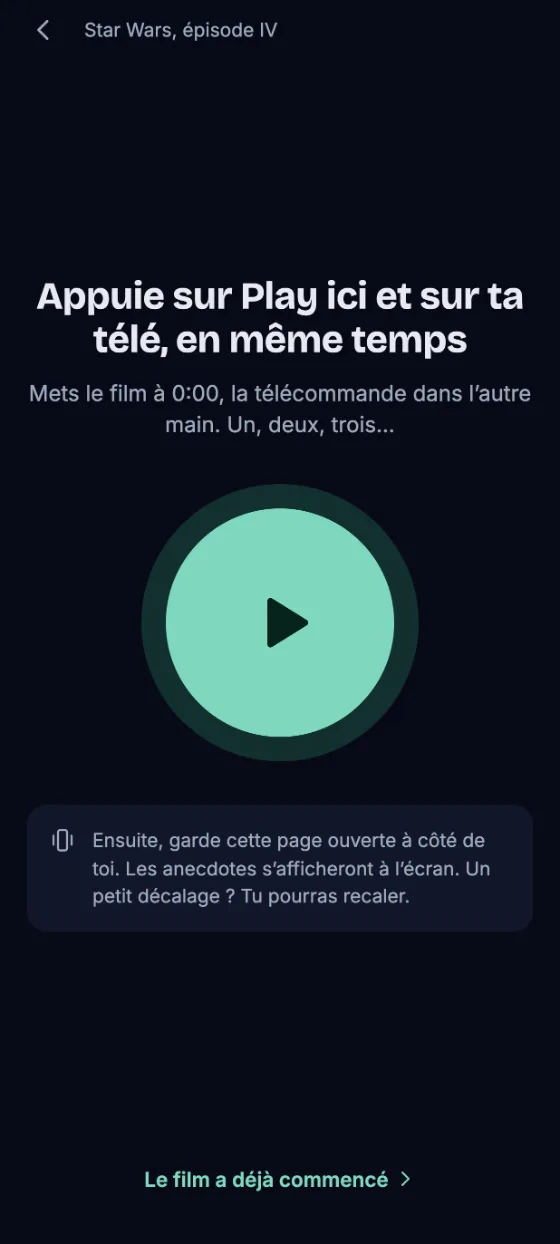 Star Wars, épisode IV
Appuie sur Play ici et sur ta
télé, en même temps
Mets le film à 0:00, la télécommande dans l’autre
main. Un, deux, trois…
Ensuite, garde cette page ouverte à côté de
toi. Les anecdotes s’afficheront à l’écran. Un
petit décalage ? Tu pourras recaler.
Le film a déjà commencé